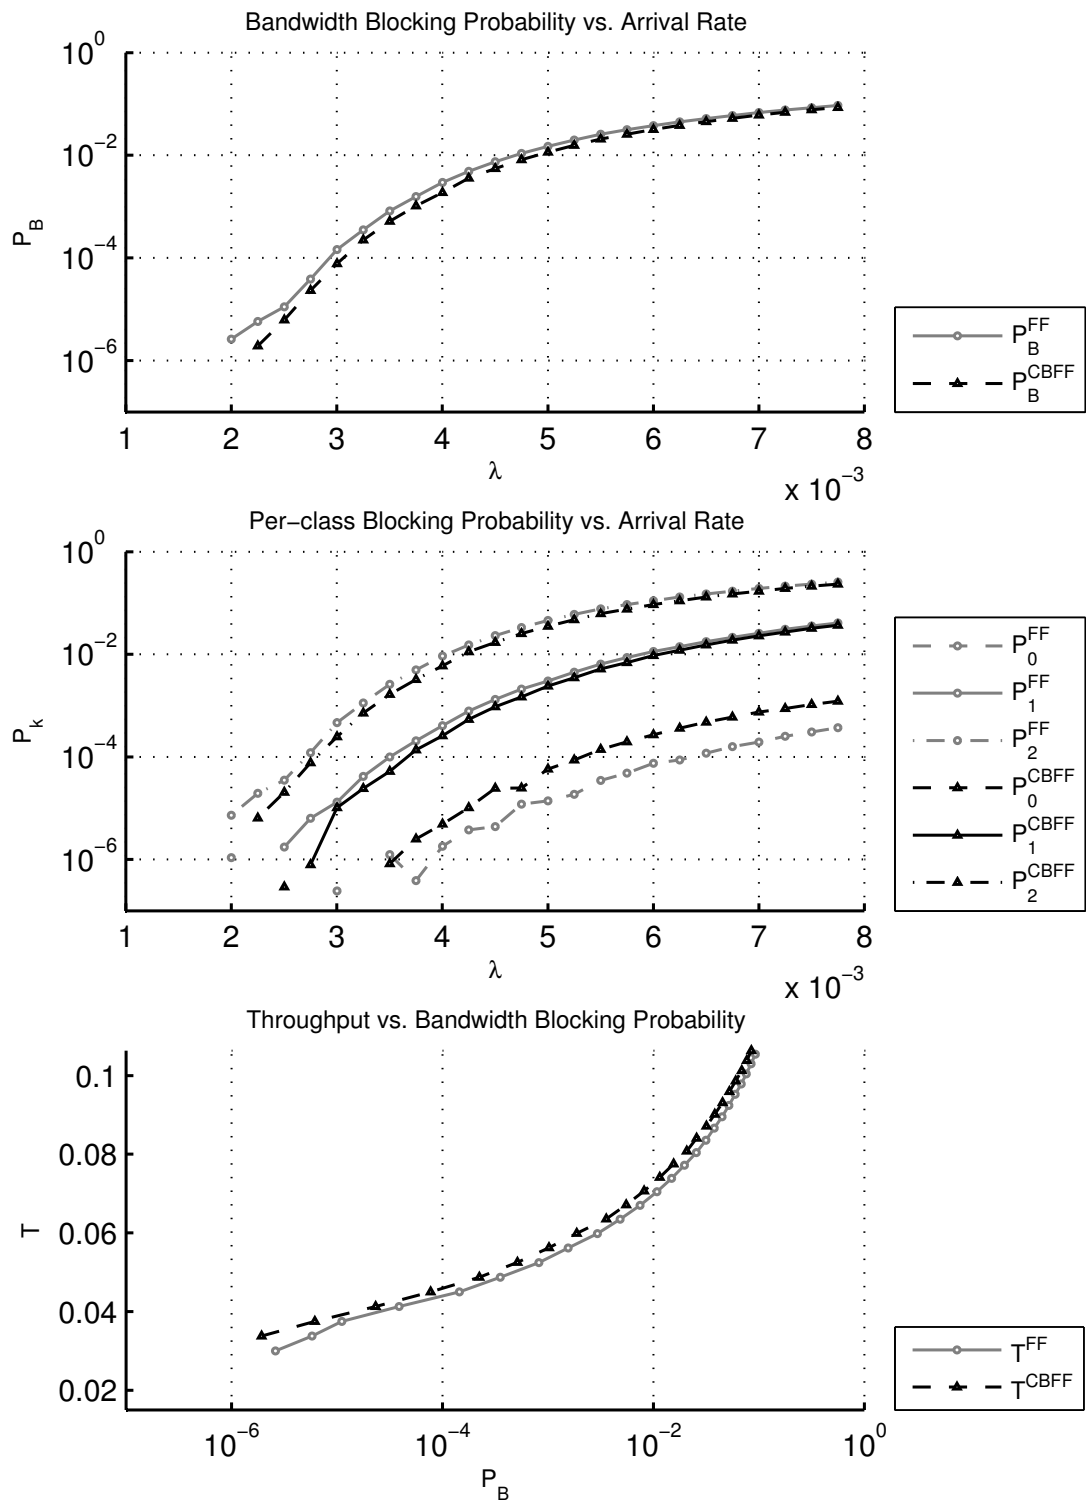 Bandwidth Blocking Probability vs. Arrival Rate
10^0
10^−2
10^−4
10^−6
P_B
1 2 3 4 5 6 7 8
λ
x 10^−3
P_B^FF
P_B^CBFF
Per−class Blocking Probability vs. Arrival Rate
10^0
10^−2
10^−4
10^−6
P_k
1 2 3 4 5 6 7 8
λ
x 10^−3
P_0^FF
P_1^FF
P_2^FF
P_0^CBFF
P_1^CBFF
P_2^CBFF
Throughput vs. Bandwidth Blocking Probability
0.1
0.08
0.06
0.04
0.02
T
10^−6 10^−4 10^−2 10^0
P_B
T^FF
T^CBFF